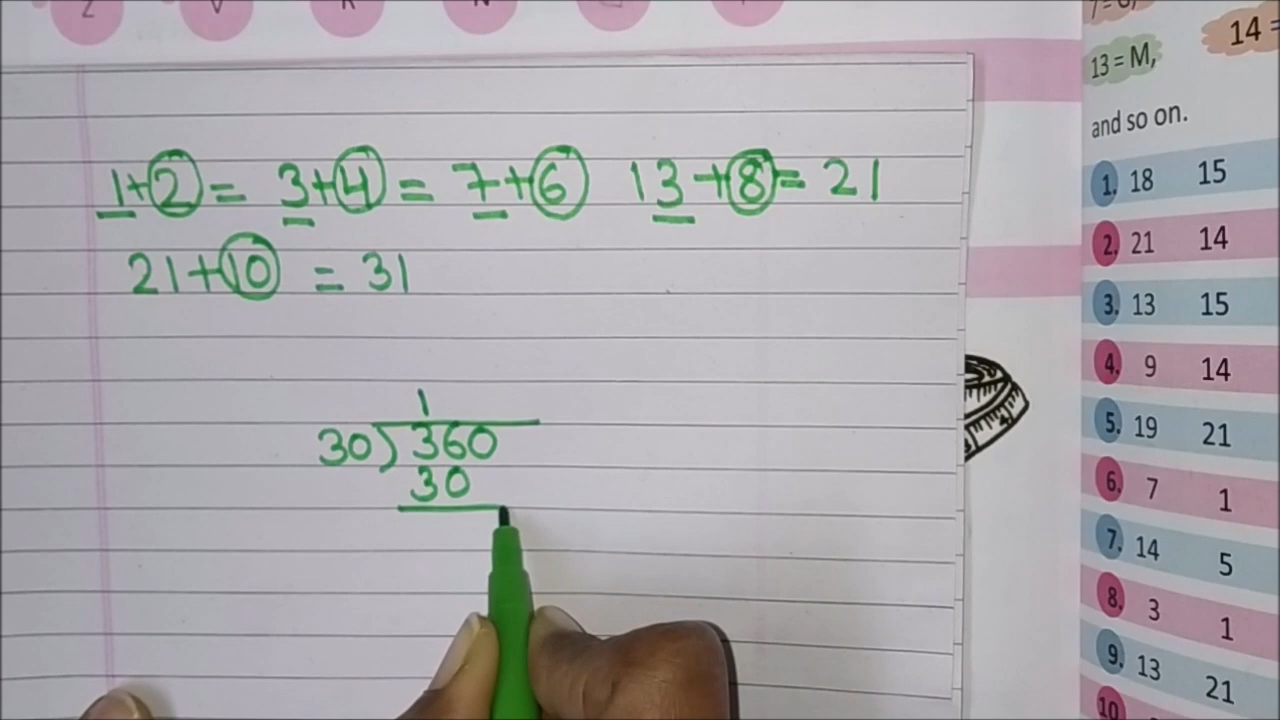 1+2 = 3+4 = 7+6 13+8 = 21
21+10 = 31
1
30)360
30
13 = M,
14 =
and so on.
1. 18 15
2. 21 14
3. 13 15
4. 9 14
5. 19 21
6. 7 1
7. 14 5
8. 3 1
9. 13 21
10